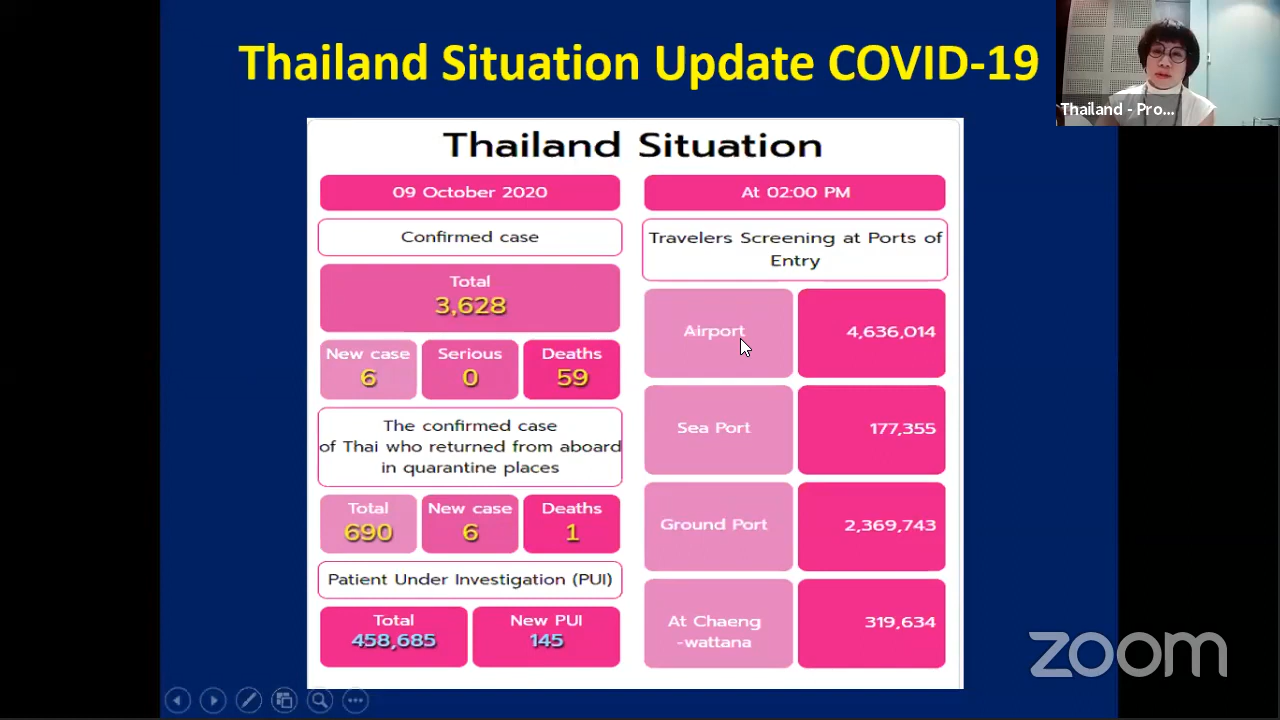 Thailand Situation Update COVID-19
Thailand - Pro...
Thailand Situation
09 October 2020
At 02:00 PM
Confirmed case
Total
3,628
New case
6
Serious
0
Deaths
59
The confirmed case
of Thai who returned from aboard
in quarantine places
Total
690
New case
6
Deaths
1
Patient Under Investigation (PUI)
Total
458,685
New PUI
145
Travelers Screening at Ports of
Entry
Airport
4,636,014
Sea Port
177,355
Ground Port
2,369,743
At Chaeng
-wattana
319,634
zoom